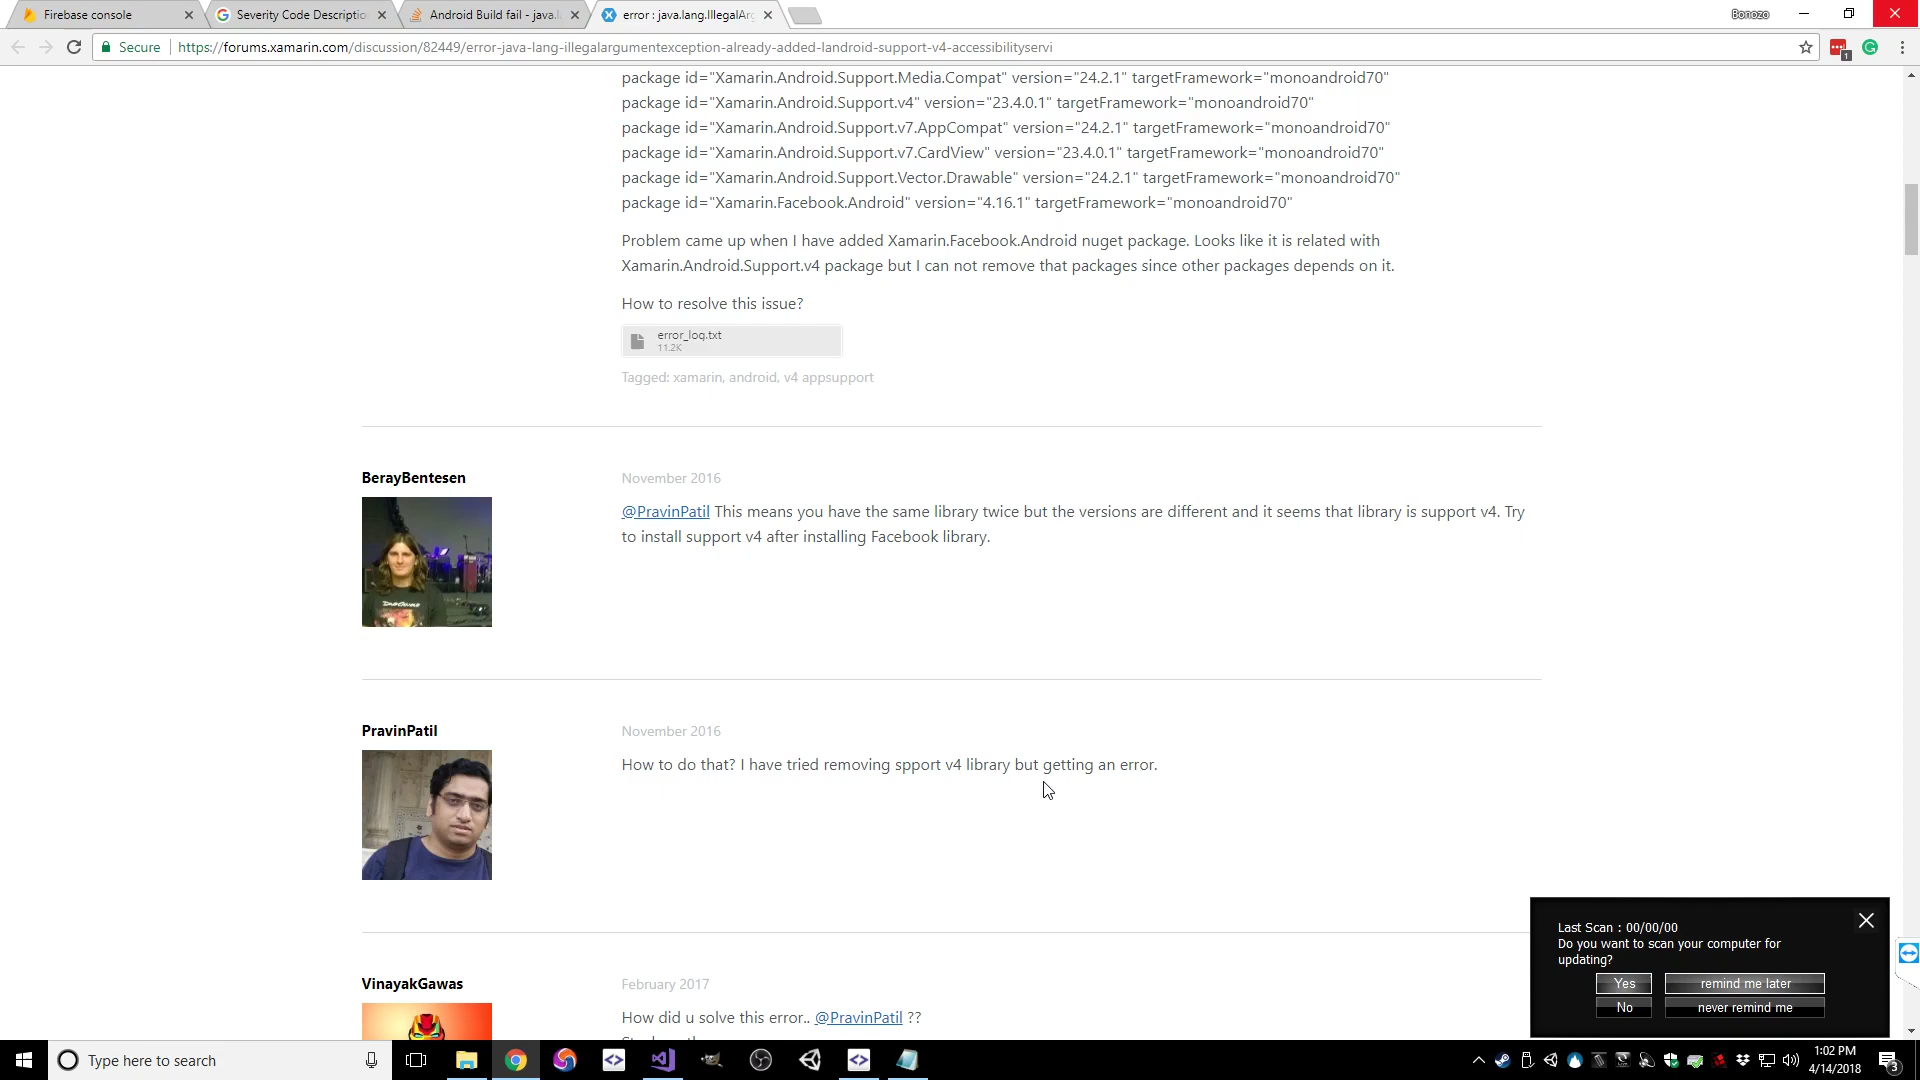 Firebase console
Severity Code Descriptio
Android Build fail - java.l
error : java.lang.IllegalArg
Bonozo
Secure
https://forums.xamarin.com/discussion/82449/error-java-lang-illegalargumentexception-already-added-landroid-support-v4-accessibilityservi
1
package id="Xamarin.Android.Support.Media.Compat" version="24.2.1" targetFramework="monoandroid70"
package id="Xamarin.Android.Support.v4" version="23.4.0.1" targetFramework="monoandroid70"
package id="Xamarin.Android.Support.v7.AppCompat" version="24.2.1" targetFramework="monoandroid70"
package id="Xamarin.Android.Support.v7.CardView" version="23.4.0.1" targetFramework="monoandroid70"
package id="Xamarin.Android.Support.Vector.Drawable" version="24.2.1" targetFramework="monoandroid70"
package id="Xamarin.Facebook.Android" version="4.16.1" targetFramework="monoandroid70"
Problem came up when I have added Xamarin.Facebook.Android nuget package. Looks like it is related with
Xamarin.Android.Support.v4 package but I can not remove that packages since other packages depends on it.
How to resolve this issue?
error_log.txt
11.2K
Tagged: xamarin, android, v4 appsupport
BerayBentesen
November 2016
@PravinPatil This means you have the same library twice but the versions are different and it seems that library is support v4. Try
to install support v4 after installing Facebook library.
PravinPatil
November 2016
How to do that? I have tried removing spport v4 library but getting an error.
VinayakGawas
February 2017
How did u solve this error.. @PravinPatil ??
Last Scan : 00/00/00
Do you want to scan your computer for
updating?
Yes
remind me later
No
never remind me
Type here to search
1:02 PM
4/14/2018
3